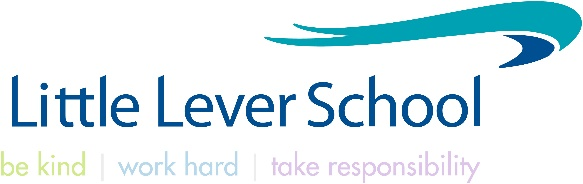 Little Lever School
be kind | work hard | take responsibility